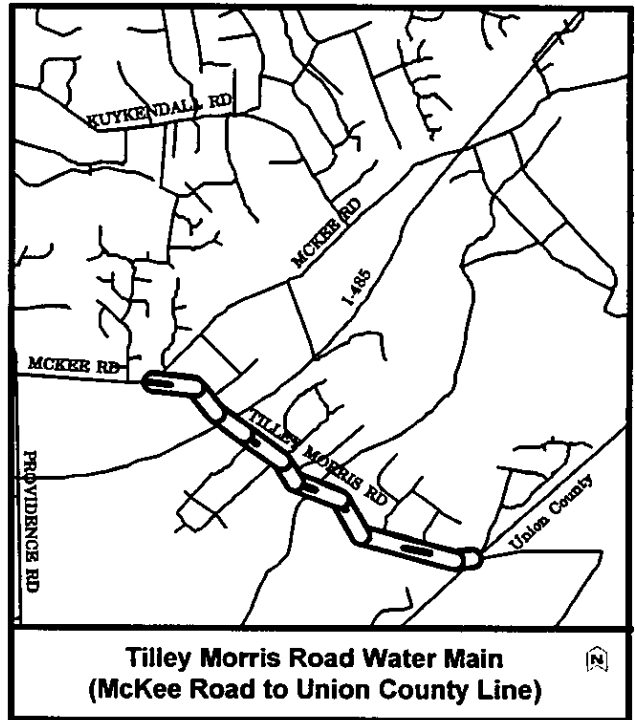 KUYKENDALL RD
MCKEE RD
I-485
MCKEE RD
TILLEY MORRIS RD
PROVIDENCE RD
Union County
Tilley Morris Road Water Main
(McKee Road to Union County Line)
N